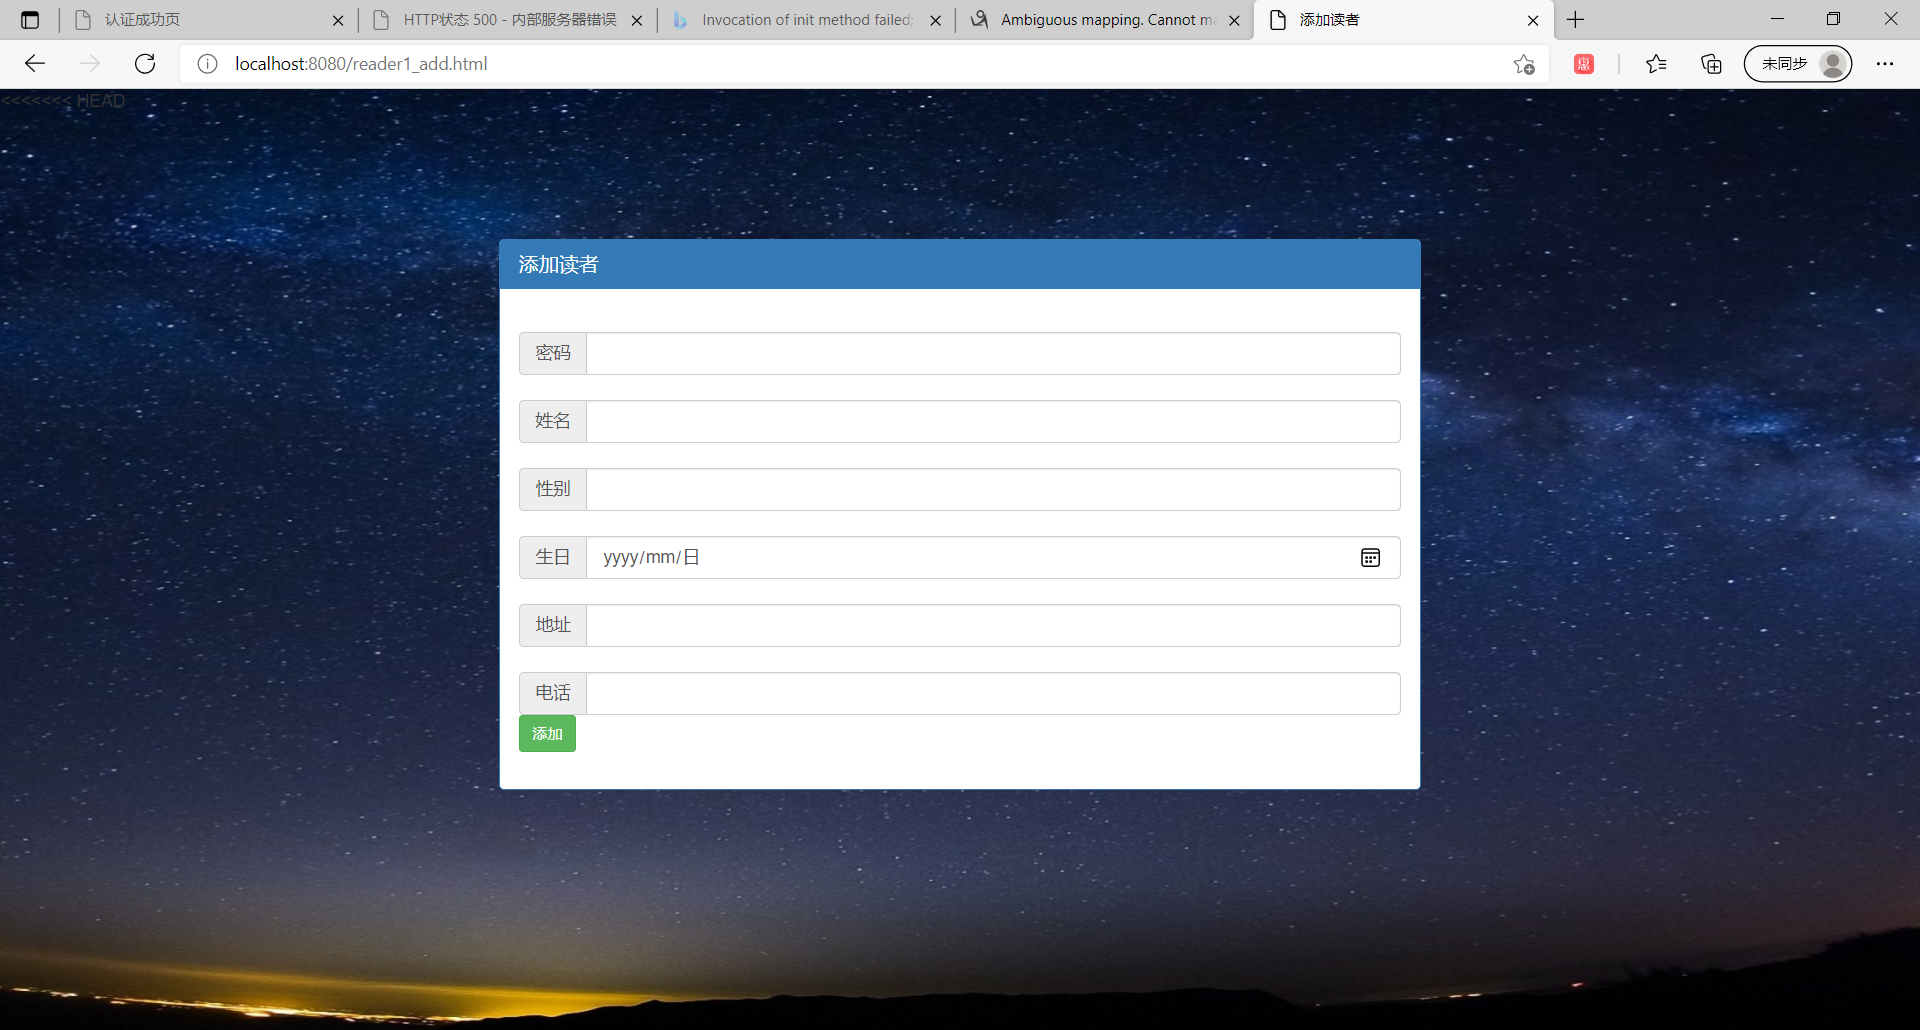 认证成功页
HTTP状态 500 - 内部服务器错误
Invocation of init method failed;
Ambiguous mapping. Cannot ma
添加读者
localhost:8080/reader1_add.html
惠
未同步
<<<<<<< HEAD
添加读者
密码
姓名
性别
生日 yyyy/mm/日
地址
电话
添加